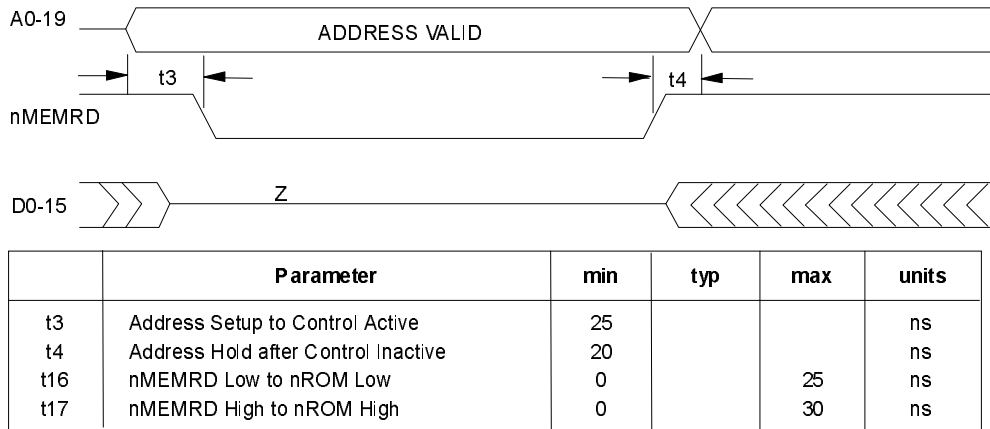 A0-19
ADDRESS VALID
t3
t4
nMEMRD
Z
D0-15
Parameter min typ max units
t3 Address Setup to Control Active 25 ns
t4 Address Hold after Control Inactive 20 ns
t16 nMEMRD Low to nROM Low 0 25 ns
t17 nMEMRD High to nROM High 0 30 ns